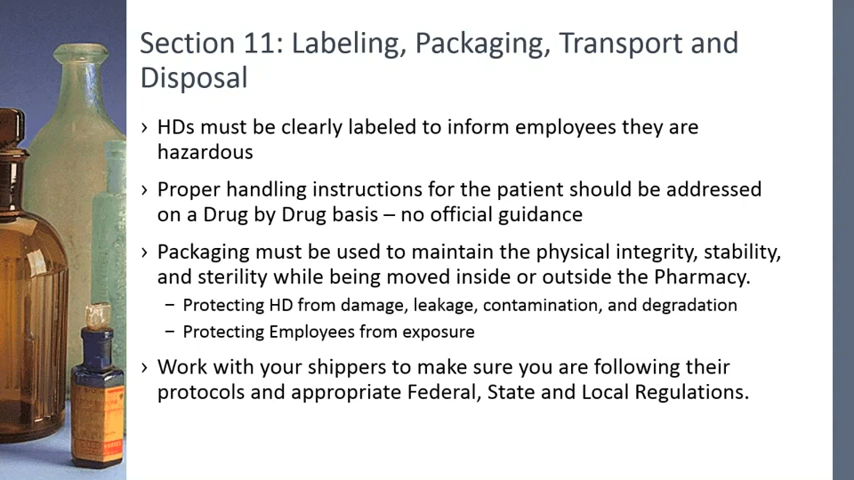 Section 11: Labeling, Packaging, Transport and
Disposal
› HDs must be clearly labeled to inform employees they are
hazardous
› Proper handling instructions for the patient should be addressed
on a Drug by Drug basis – no official guidance
› Packaging must be used to maintain the physical integrity, stability,
and sterility while being moved inside or outside the Pharmacy.
– Protecting HD from damage, leakage, contamination, and degradation
– Protecting Employees from exposure
› Work with your shippers to make sure you are following their
protocols and appropriate Federal, State and Local Regulations.